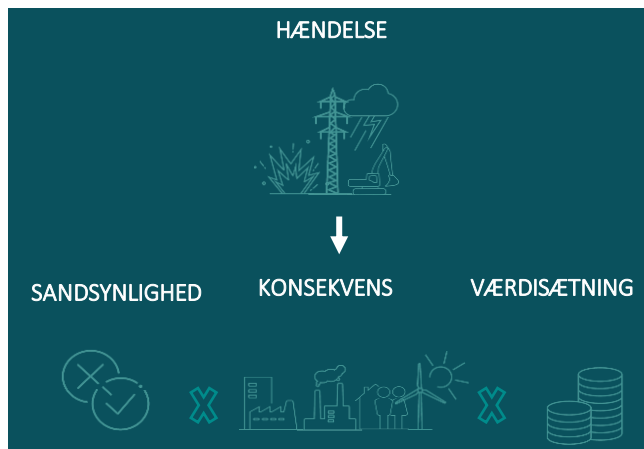 HÆNDELSE
SANDSYNLIGHED
KONSEKVENS
VÆRDISÆTNING
X
X